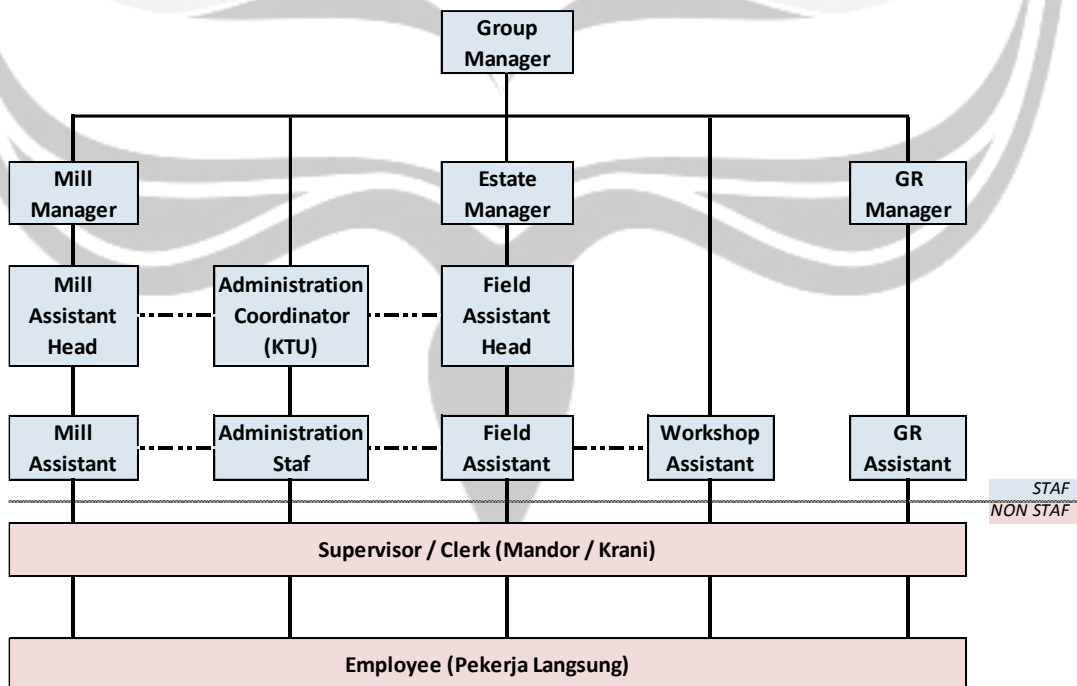 Group
Manager
Mill
Manager
Estate
Manager
GR
Manager
Mill
Assistant
Head
Administration
Coordinator
(KTU)
Field
Assistant
Head
Mill
Assistant
Administration
Staf
Field
Assistant
Workshop
Assistant
GR
Assistant
STAF
NON STAF
Supervisor / Clerk (Mandor / Krani)
Employee (Pekerja Langsung)